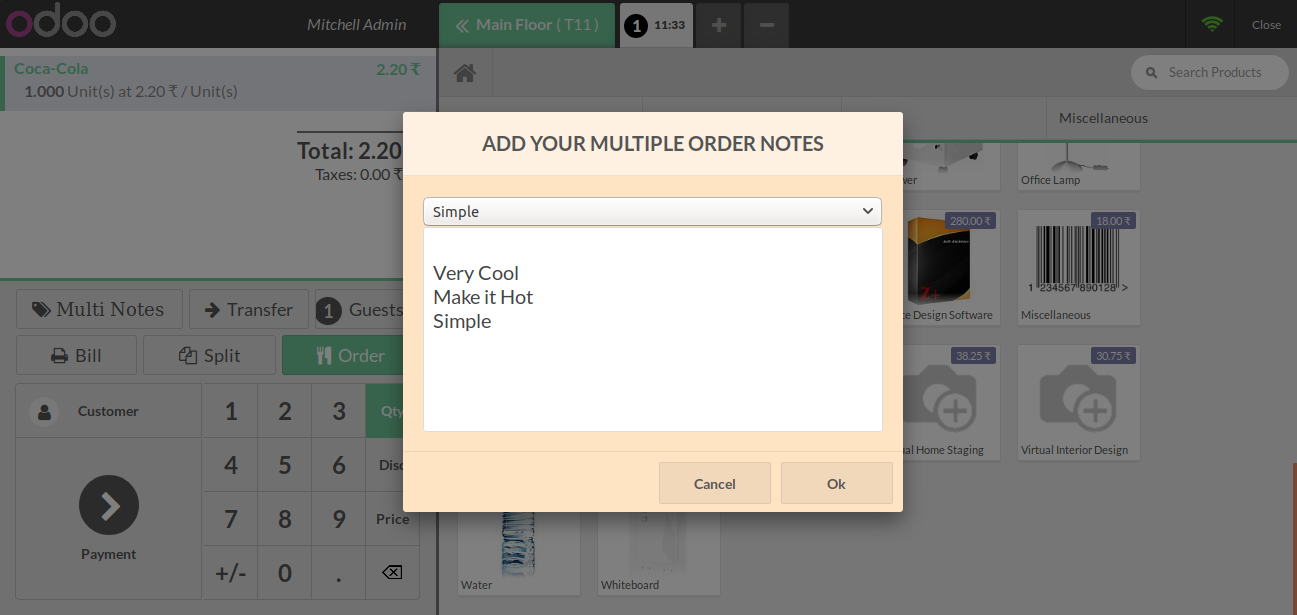 odoo
Mitchell Admin
Main Floor ( T11 )
1 11:33
Close
Coca-Cola 2.20 ₹
1.000 Unit(s) at 2.20 ₹ / Unit(s)
Search Products
Miscellaneous
Total: 2.20
Taxes: 0.00 ₹
ADD YOUR MULTIPLE ORDER NOTES
Simple
Very Cool
Make it Hot
Simple
Cancel
Ok
Office Lamp
280.00 ₹
Design Software
18.00 ₹
1 234567 890128 >
Miscellaneous
38.25 ₹
Home Staging
30.75 ₹
Virtual Interior Design
Water
Whiteboard
Multi Notes
Transfer
1 Guests
Bill
Split
Order
Customer
Payment
1 2 3 Qty
4 5 6
7 8 9 Price
+/- 0 .